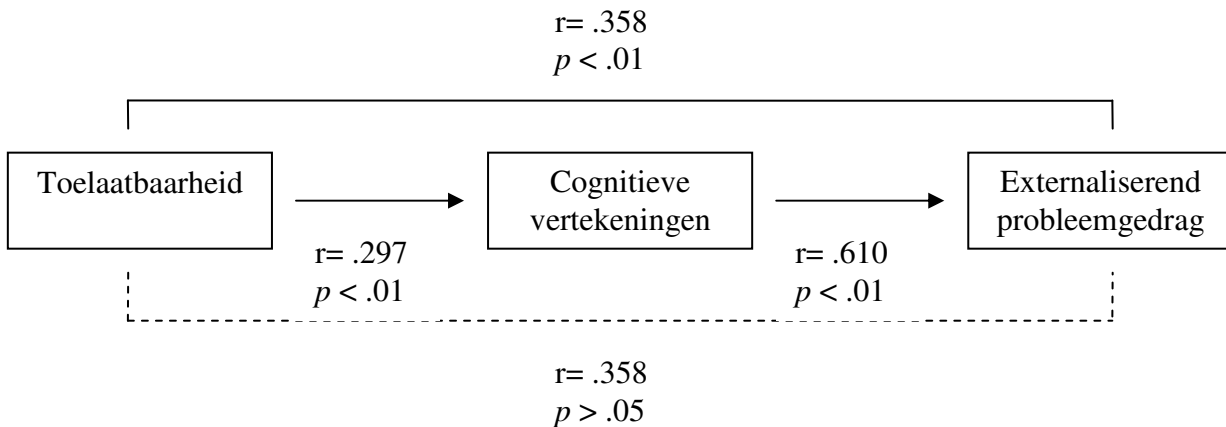 r= .358
p < .01
Toelaatbaarheid
Cognitieve
vertekeningen
Externaliserend
probleemgedrag
r= .297
p < .01
r= .610
p < .01
r= .358
p > .05